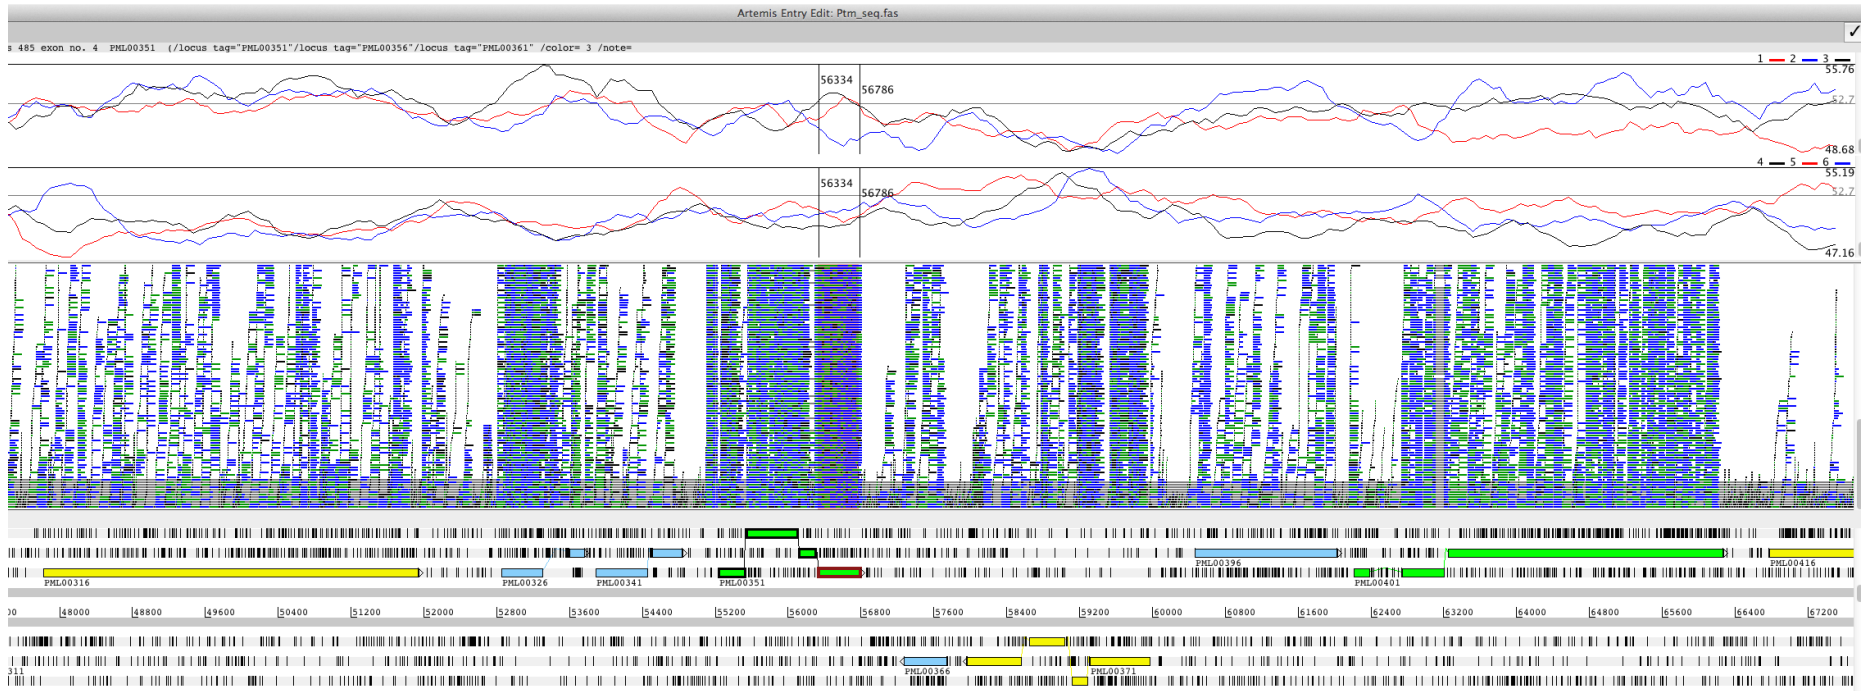 Artemis Entry Edit: Ptm_seq.fas
s 485 exon no. 4 PML00351 (/locus tag="PML00351"/locus tag="PML00356"/locus tag="PML00361" /color= 3 /note=
1 2 3
55.76
56334
56786
52.7
48.68
4 5 6
55.19
56334
56786
52.7
47.16
PML00396 PML00416
PML00316 PML00326 PML00341 PML00351 PML00401
00 48000 48800 49600 50400 51200 52000 52800 53600 54400 55200 56000 56800 57600 58400 59200 60000 60800 61600 62400 63200 64000 64800 65600 66400 67200
311 PML00366 PML00371